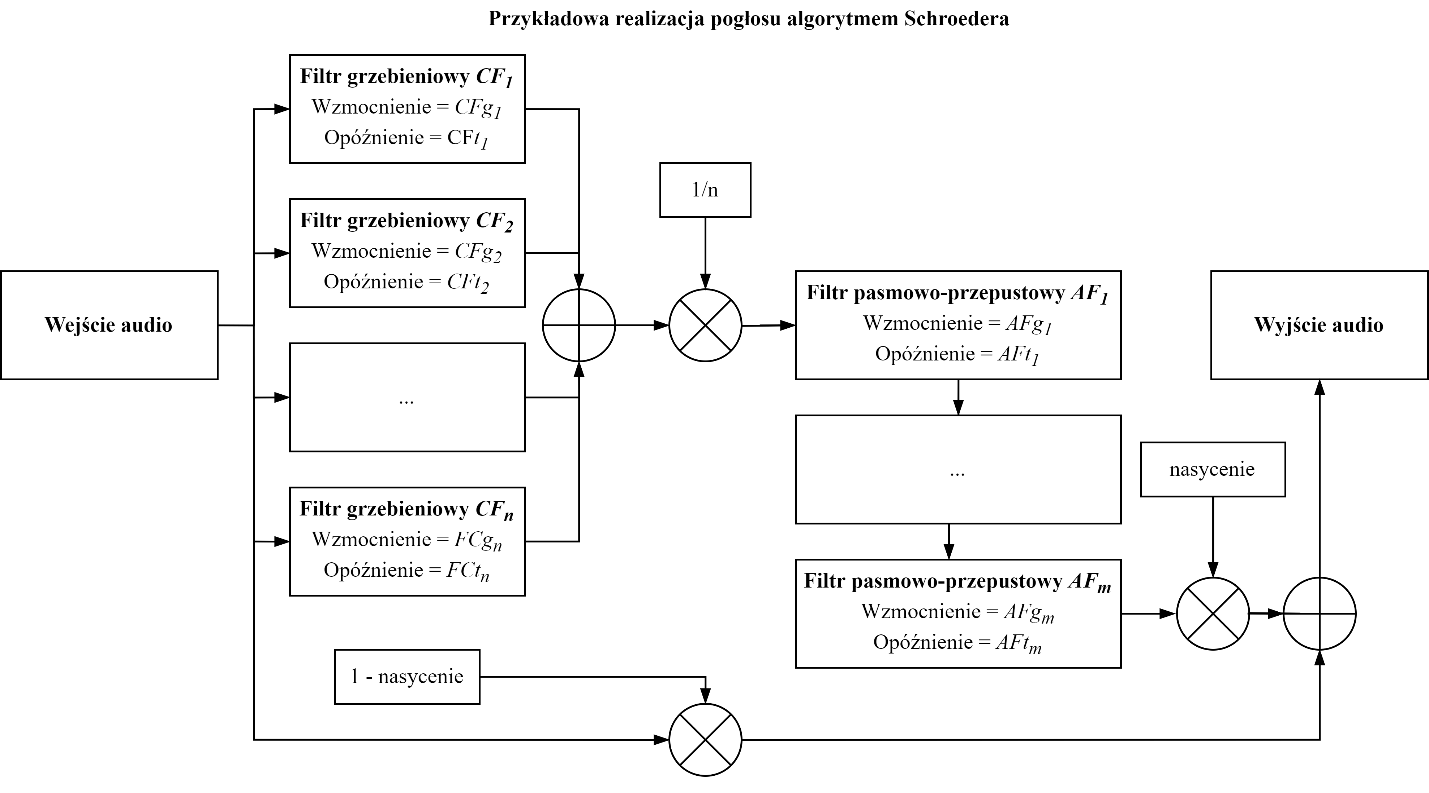 Przykładowa realizacja pogłosu algorytmem Schroedera
Filtr grzebieniowy CF1
Wzmocnienie = CFg1
Opóźnienie = CFt1
Filtr grzebieniowy CF2
Wzmocnienie = CFg2
Opóźnienie = CFt2
...
Filtr grzebieniowy CFn
Wzmocnienie = FCgn
Opóźnienie = FCtn
Wejście audio
1/n
Filtr pasmowo-przepustowy AF1
Wzmocnienie = AFg1
Opóźnienie = AFt1
...
Filtr pasmowo-przepustowy AFm
Wzmocnienie = AFgm
Opóźnienie = AFtm
Wyjście audio
nasycenie
1 - nasycenie